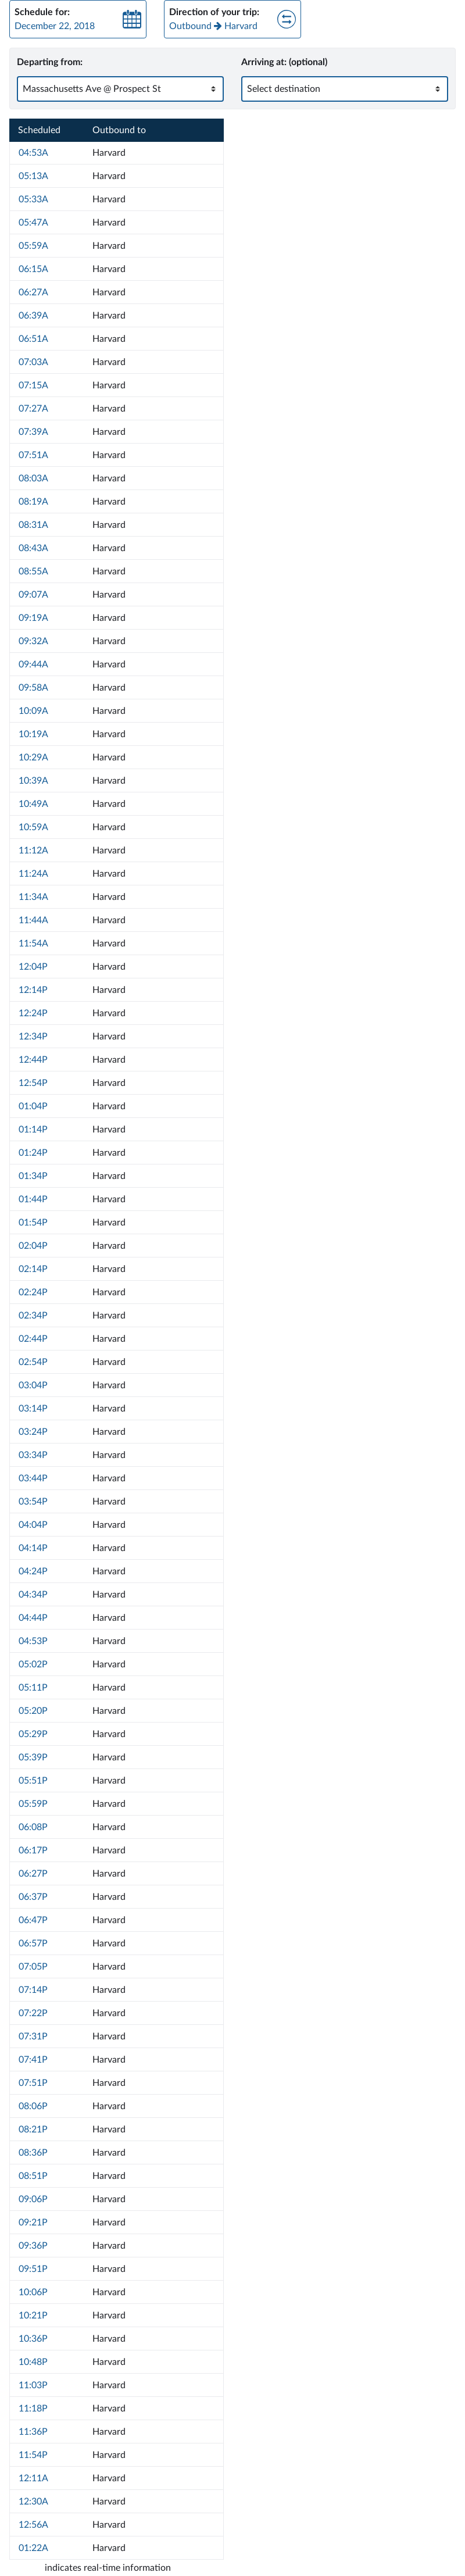 Schedule for:
December 22, 2018
Direction of your trip:
Outbound → Harvard
Departing from:
Arriving at: (optional)
Massachusetts Ave @ Prospect St
Select destination
Scheduled Outbound to
04:53A Harvard
05:13A Harvard
05:33A Harvard
05:47A Harvard
05:59A Harvard
06:15A Harvard
06:27A Harvard
06:39A Harvard
06:51A Harvard
07:03A Harvard
07:15A Harvard
07:27A Harvard
07:39A Harvard
07:51A Harvard
08:03A Harvard
08:19A Harvard
08:31A Harvard
08:43A Harvard
08:55A Harvard
09:07A Harvard
09:19A Harvard
09:32A Harvard
09:44A Harvard
09:58A Harvard
10:09A Harvard
10:19A Harvard
10:29A Harvard
10:39A Harvard
10:49A Harvard
10:59A Harvard
11:12A Harvard
11:24A Harvard
11:34A Harvard
11:44A Harvard
11:54A Harvard
12:04P Harvard
12:14P Harvard
12:24P Harvard
12:34P Harvard
12:44P Harvard
12:54P Harvard
01:04P Harvard
01:14P Harvard
01:24P Harvard
01:34P Harvard
01:44P Harvard
01:54P Harvard
02:04P Harvard
02:14P Harvard
02:24P Harvard
02:34P Harvard
02:44P Harvard
02:54P Harvard
03:04P Harvard
03:14P Harvard
03:24P Harvard
03:34P Harvard
03:44P Harvard
03:54P Harvard
04:04P Harvard
04:14P Harvard
04:24P Harvard
04:34P Harvard
04:44P Harvard
04:53P Harvard
05:02P Harvard
05:11P Harvard
05:20P Harvard
05:29P Harvard
05:39P Harvard
05:51P Harvard
05:59P Harvard
06:08P Harvard
06:17P Harvard
06:27P Harvard
06:37P Harvard
06:47P Harvard
06:57P Harvard
07:05P Harvard
07:14P Harvard
07:22P Harvard
07:31P Harvard
07:41P Harvard
07:51P Harvard
08:06P Harvard
08:21P Harvard
08:36P Harvard
08:51P Harvard
09:06P Harvard
09:21P Harvard
09:36P Harvard
09:51P Harvard
10:06P Harvard
10:21P Harvard
10:36P Harvard
10:48P Harvard
11:03P Harvard
11:18P Harvard
11:36P Harvard
11:54P Harvard
12:11A Harvard
12:30A Harvard
12:56A Harvard
01:22A Harvard
indicates real-time information